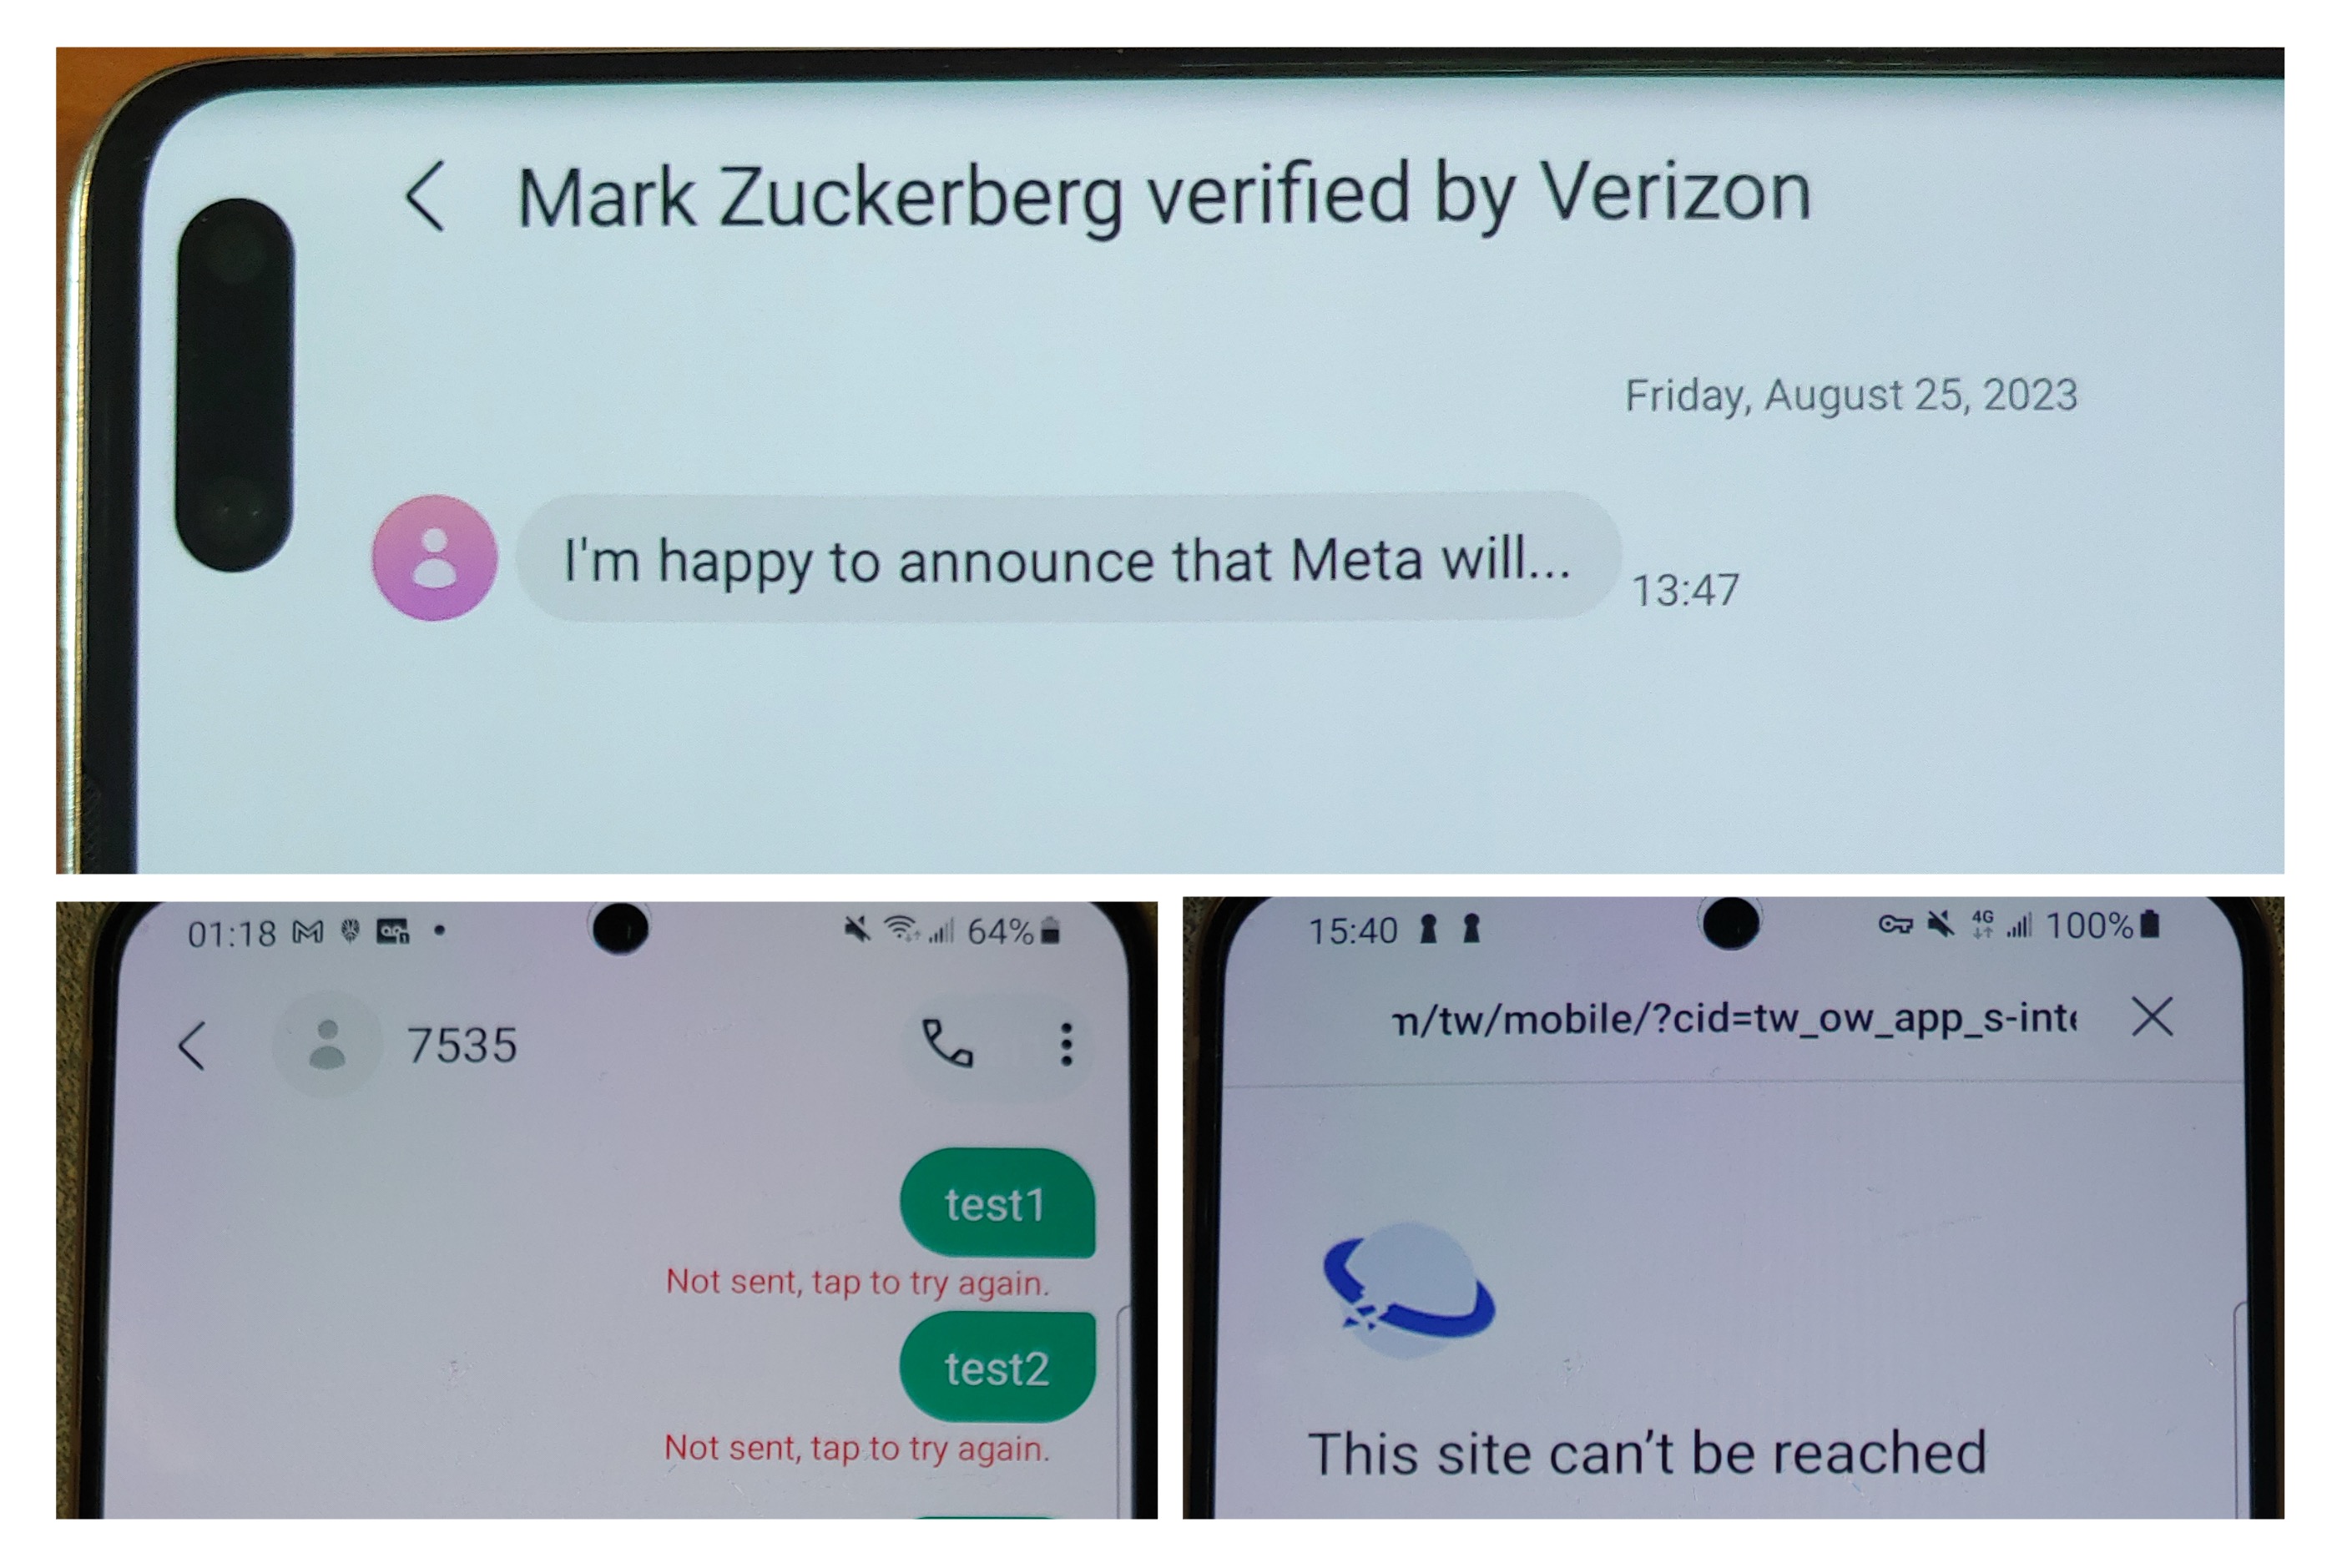 Mark Zuckerberg verified by Verizon
Friday, August 25, 2023
I'm happy to announce that Meta will...
13:47
01:18 64%
7535
test1
Not sent, tap to try again.
test2
Not sent, tap to try again.
15:40 4G 100%
/tw/mobile/?cid=tw_ow_app_s-int
This site can’t be reached